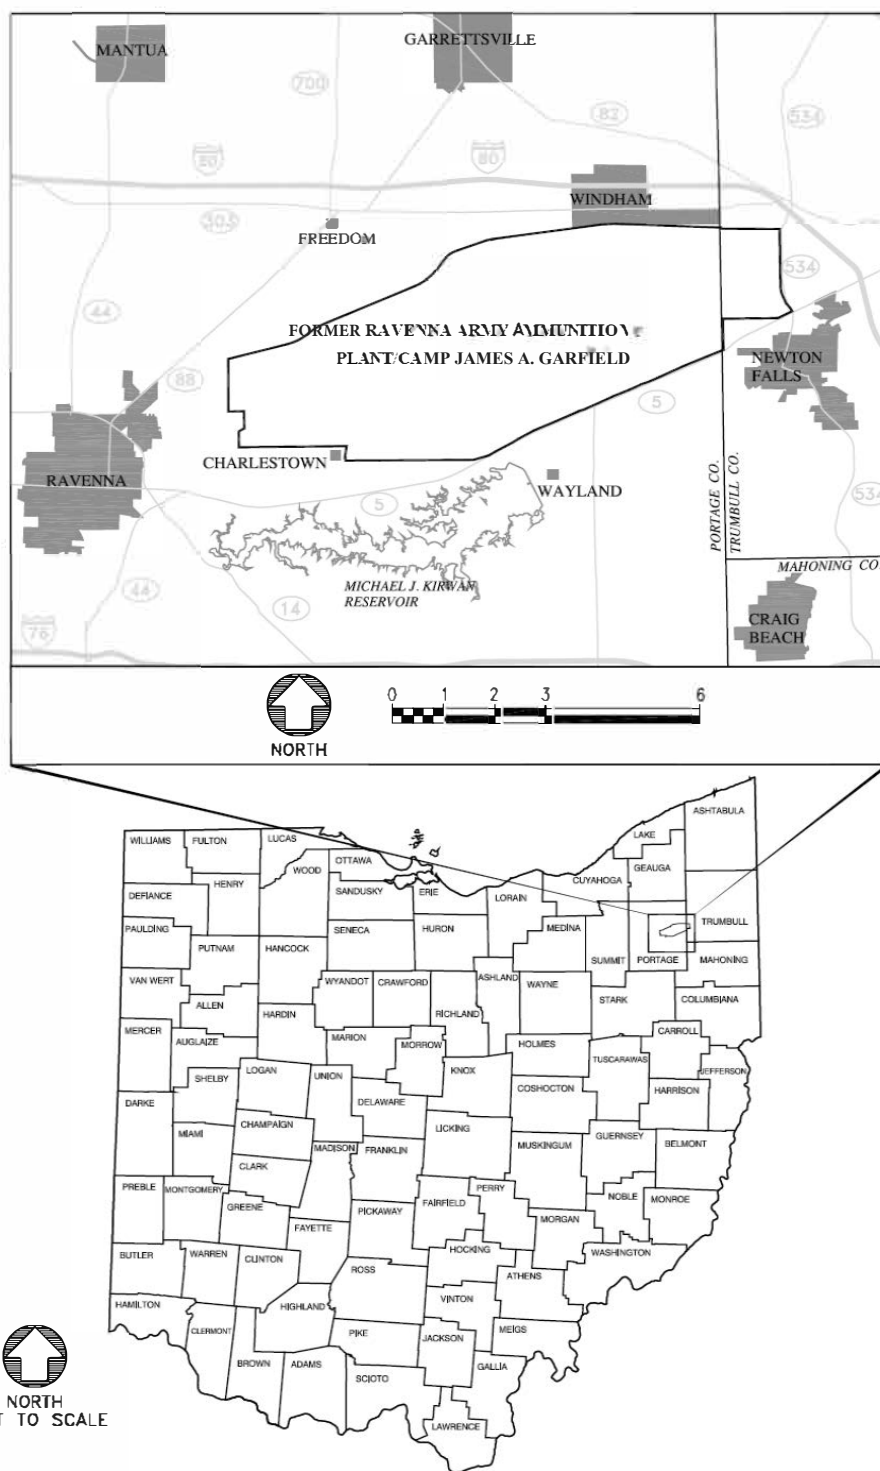 MANTUA
GARRETTSVILLE
700
82
534
80
80
WINDHAM
303
FREEDOM
534
44
FORMER RAVENNA ARMY AMMUNITION
PLANT/CAMP JAMES A. GARFIELD
NEWTON
FALLS
88
5
CHARLESTOWN
RAVENNA
WAYLAND
5
534
PORTAGE CO.
TRUMBULL CO.
MICHAEL J. KIRWAN
RESERVOIR
MAHONING CO
44
14
76
CRAIG
BEACH
NORTH
0 1 2 3 6
ASHTABULA
LAKE
WILLIAMS
FULTON
LUCAS
OTTAWA
WOOD
GEAUGA
CUYAHOGA
HENRY
SANDUSKY
ERIE
DEFIANCE
LORAIN
TRUMBULL
PAULDING
SENECA
HURON
MEDINA
PUTNAM
HANCOCK
SUMMIT
PORTAGE
MAHONING
VAN WERT
WYANDOT
CRAWFORD
ASHLAND
WAYNE
ALLEN
STARK
COLUMBIANA
HARDIN
RICHLAND
MERCER
AUGLAIZE
MARION
MORROW
HOLMES
CARROLL
TUSCARAWAS
JEFFERSON
LOGAN
UNION
KNOX
SHELBY
COSHOCTON
HARRISON
DARKE
DELAWARE
CHAMPAIGN
LICKING
MIAMI
GUERNSEY
BELMONT
MADISON
FRANKLIN
MUSKINGUM
CLARK
PREBLE
MONTGOMERY
PERRY
FAIRFIELD
NOBLE
MONROE
GREENE
PICKAWAY
MORGAN
FAYETTE
BUTLER
WARREN
CLINTON
HOCKING
WASHINGTON
ROSS
ATHENS
HAMILTON
HIGHLAND
VINTON
CLERMONT
PIKE
JACKSON
MEIGS
BROWN
ADAMS
GALLIA
SCIOTO
LAWRENCE
NORTH
T TO SCALE